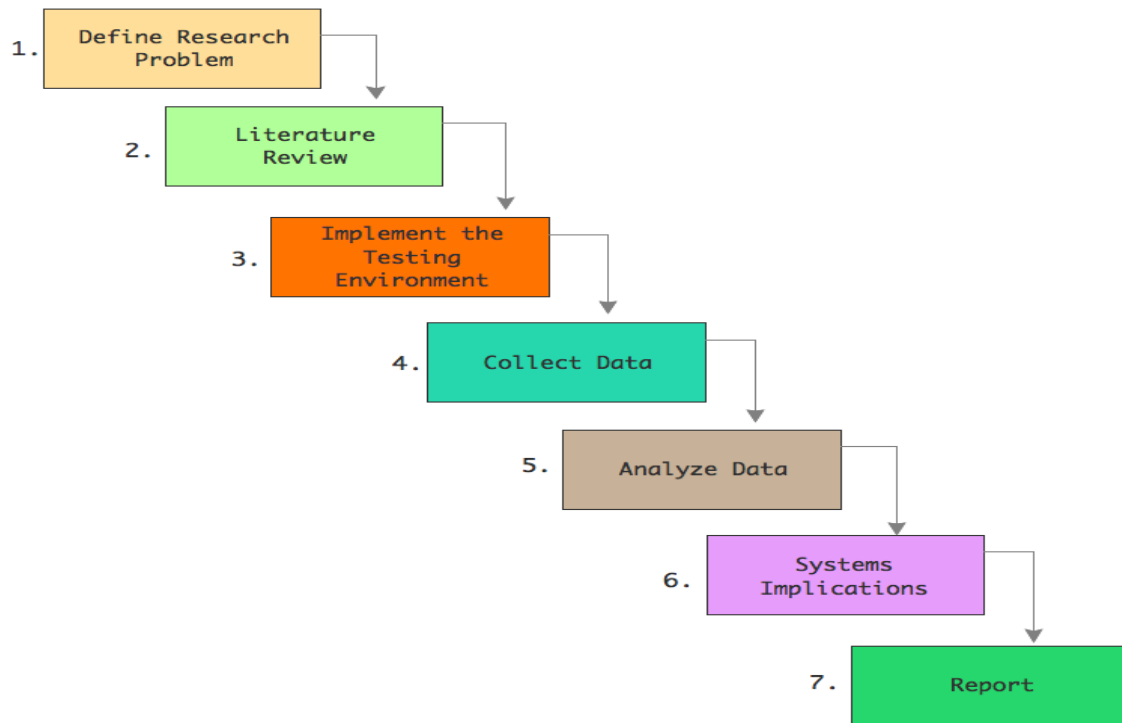 1.
Define Research
Problem
2.
Literature
Review
3.
Implement the
Testing
Environment
4.
Collect Data
5.
Analyze Data
6.
Systems
Implications
7.
Report